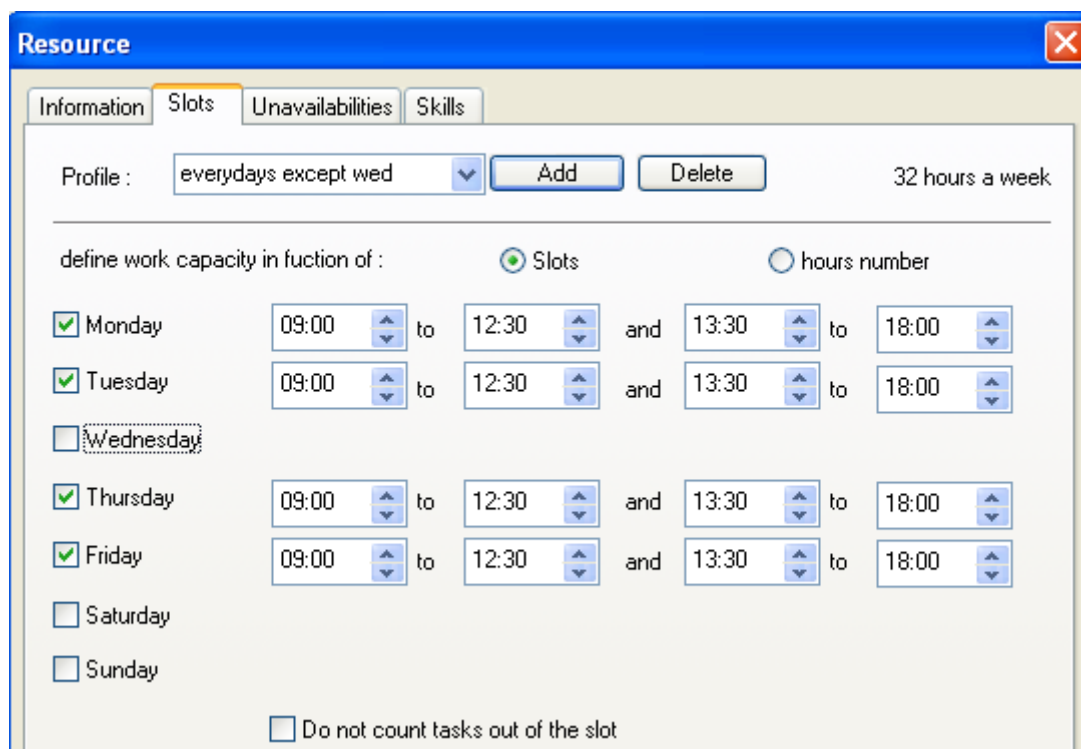 Resource
Information Slots Unavailabilities Skills
Profile : everydays except wed Add Delete 32 hours a week
define work capacity in fuction of : Slots hours number
Monday 09:00 to 12:30 and 13:30 to 18:00
Tuesday 09:00 to 12:30 and 13:30 to 18:00
Wednesday
Thursday 09:00 to 12:30 and 13:30 to 18:00
Friday 09:00 to 12:30 and 13:30 to 18:00
Saturday
Sunday
Do not count tasks out of the slot